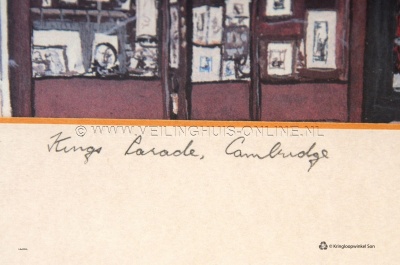 WWW.VEILINGHUIS-ONLINE.NL
Kings Parade, Cambridge
© Kringloopwinkel Son